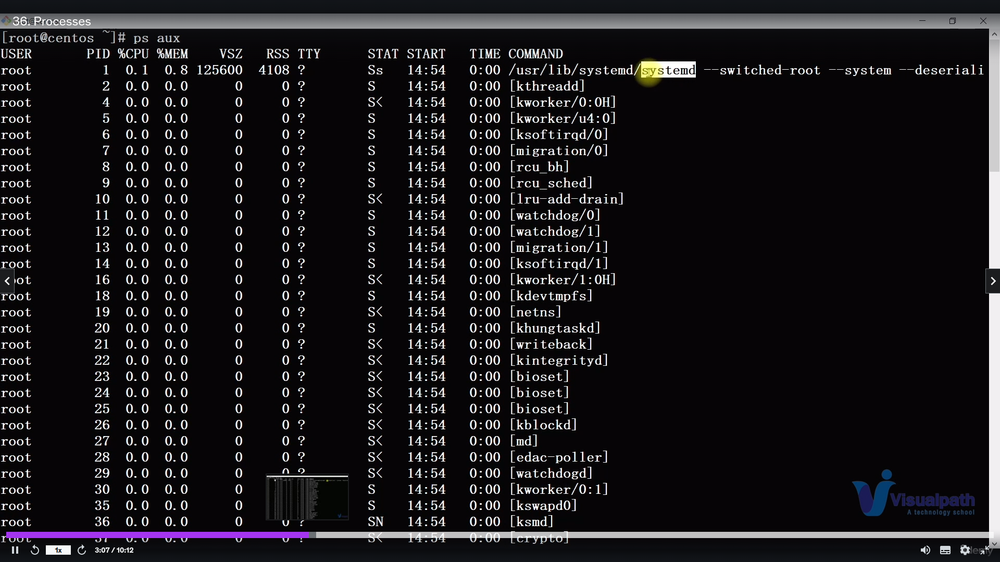 36. Processes
[root@centos ~]# ps aux
USER PID %CPU %MEM VSZ RSS TTY STAT START TIME COMMAND
root 1 0.1 0.8 125600 4108 ? Ss 14:54 0:00 /usr/lib/systemd/systemd --switched-root --system --deseriali
root 2 0.0 0.0 0 0 ? S 14:54 0:00 [kthreadd]
root 4 0.0 0.0 0 0 ? S< 14:54 0:00 [kworker/0:0H]
root 5 0.0 0.0 0 0 ? S 14:54 0:00 [kworker/u4:0]
root 6 0.0 0.0 0 0 ? S 14:54 0:00 [ksoftirqd/0]
root 7 0.0 0.0 0 0 ? S 14:54 0:00 [migration/0]
root 8 0.0 0.0 0 0 ? S 14:54 0:00 [rcu_bh]
root 9 0.0 0.0 0 0 ? S 14:54 0:00 [rcu_sched]
root 10 0.0 0.0 0 0 ? S< 14:54 0:00 [lru-add-drain]
root 11 0.0 0.0 0 0 ? S 14:54 0:00 [watchdog/0]
root 12 0.0 0.0 0 0 ? S 14:54 0:00 [watchdog/1]
root 13 0.0 0.0 0 0 ? S 14:54 0:00 [migration/1]
root 14 0.0 0.0 0 0 ? S 14:54 0:00 [ksoftirqd/1]
oot 16 0.0 0.0 0 0 ? S< 14:54 0:00 [kworker/1:0H]
root 18 0.0 0.0 0 0 ? S 14:54 0:00 [kdevtmpfs]
root 19 0.0 0.0 0 0 ? S< 14:54 0:00 [netns]
root 20 0.0 0.0 0 0 ? S 14:54 0:00 [khungtaskd]
root 21 0.0 0.0 0 0 ? S< 14:54 0:00 [writeback]
root 22 0.0 0.0 0 0 ? S< 14:54 0:00 [kintegrityd]
root 23 0.0 0.0 0 0 ? S< 14:54 0:00 [bioset]
root 24 0.0 0.0 0 0 ? S< 14:54 0:00 [bioset]
root 25 0.0 0.0 0 0 ? S< 14:54 0:00 [bioset]
root 26 0.0 0.0 0 0 ? S< 14:54 0:00 [kblockd]
root 27 0.0 0.0 0 0 ? S< 14:54 0:00 [md]
root 28 0.0 0.0 0 0 ? S< 14:54 0:00 [edac-poller]
root 29 0.0 0.0 0 0 ? S< 14:54 0:00 [watchdogd]
root 30 0.0 0.0 0 S 14:54 0:00 [kworker/0:1]
root 35 0.0 0.0 0 S 14:54 0:00 [kswapd0]
root 36 0.0 0.0 0 0 ? SN 14:54 0:00 [ksmd]
root 37 0.0 0.0 0 0 ? S< 14:54 0:00 [crypto]
Visualpath
A technology school
1x
3:07 / 10:12